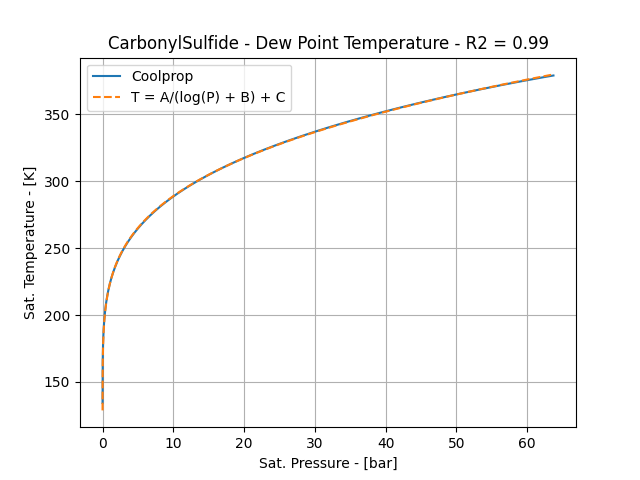 CarbonylSulfide - Dew Point Temperature - R2 = 0.99
Coolprop
T = A/(log(P) + B) + C
350
300
250
200
150
Sat. Temperature - [K]
0 10 20 30 40 50 60
Sat. Pressure - [bar]